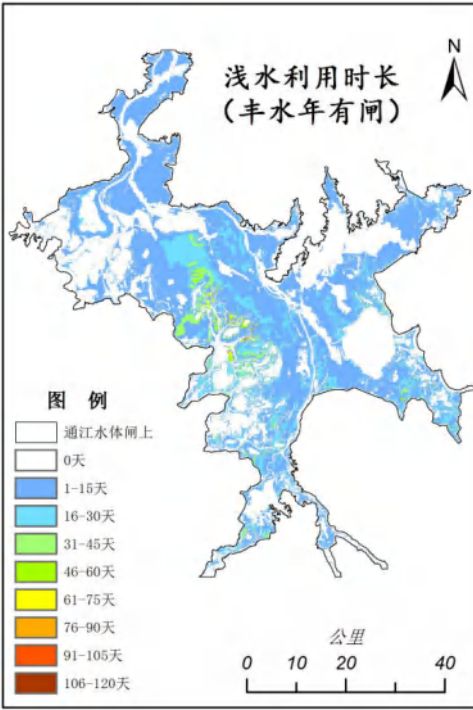 浅水利用时长
（丰水年有闸）
N
图 例
通江水体闸上
0天
1-15天
16-30天
31-45天
46-60天
61-75天
76-90天
91-105天
106-120天
公里
0 10 20 40